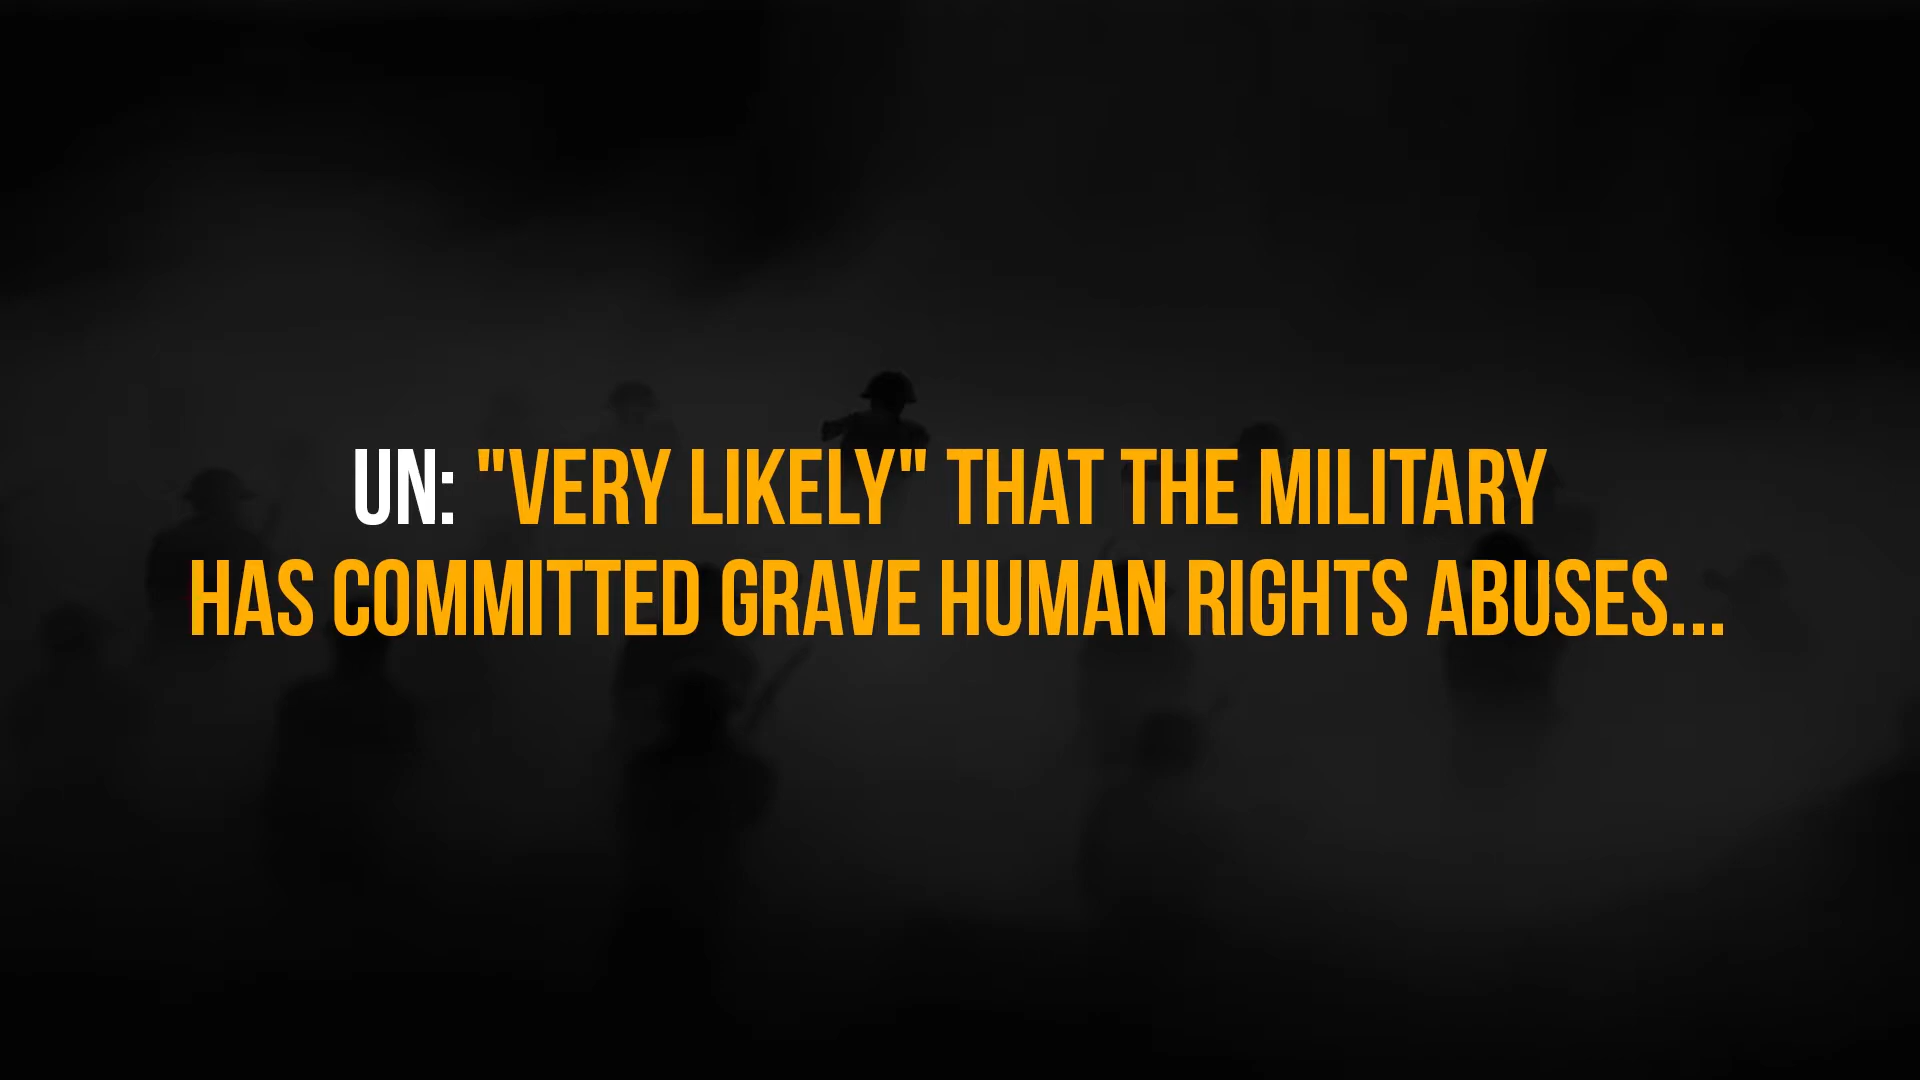 UN: "VERY LIKELY" THAT THE MILITARY
HAS COMMITTED GRAVE HUMAN RIGHTS ABUSES...